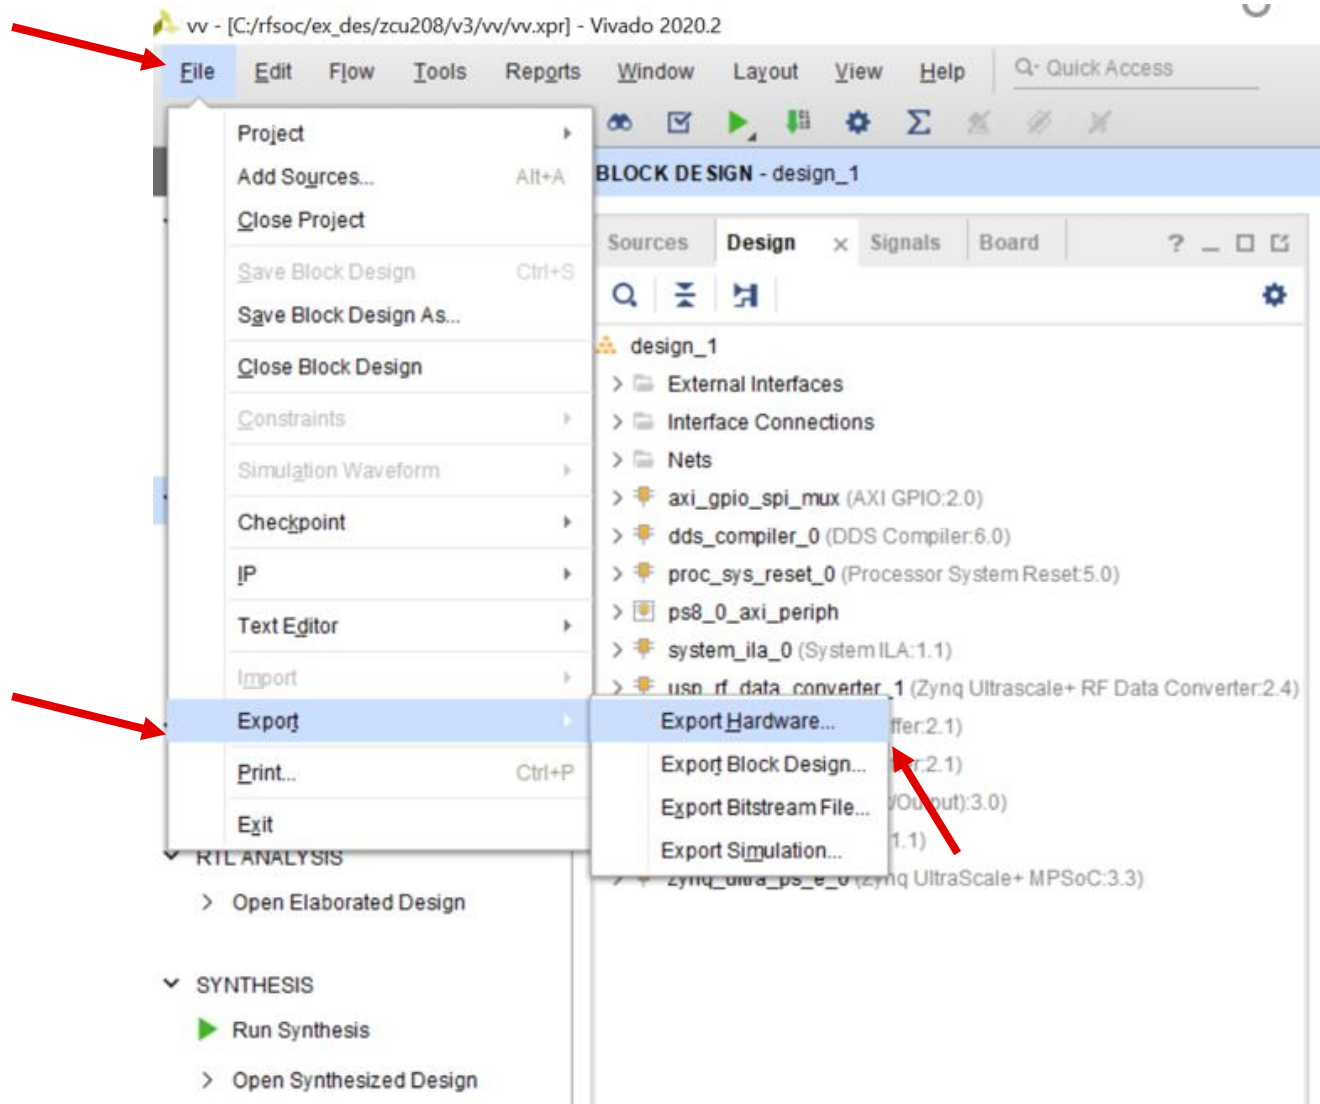 vv - [C:/rfsoc/ex_des/zcu208/v3/vv/vv.xpr] - Vivado 2020.2
File Edit Flow Tools Reports Window Layout View Help Quick Access
Project
Add Sources... Alt+A
Close Project
Save Block Design Ctrl+S
Save Block Design As...
Close Block Design
Constraints
Simulation Waveform
Checkpoint
IP
Text Editor
Import
Export
Print... Ctrl+P
Exit
BLOCK DESIGN - design_1
Sources Design Signals Board
design_1
External Interfaces
Interface Connections
Nets
axi_gpio_spi_mux (AXI GPIO:2.0)
dds_compiler_0 (DDS Compiler:6.0)
proc_sys_reset_0 (Processor System Reset:5.0)
ps8_0_axi_periph
system_ila_0 (System ILA:1.1)
usp_rf_data_converter_1 (Zynq Ultrascale+ RF Data Converter:2.4)
ffer:2.1)
er:2.1)
/Output):3.0)
1.1)
zynq_ultra_ps_e_0 (Zynq UltraScale+ MPSoC:3.3)
Export Hardware...
Export Block Design...
Export Bitstream File...
Export Simulation...
RTL ANALYSIS
Open Elaborated Design
SYNTHESIS
Run Synthesis
Open Synthesized Design